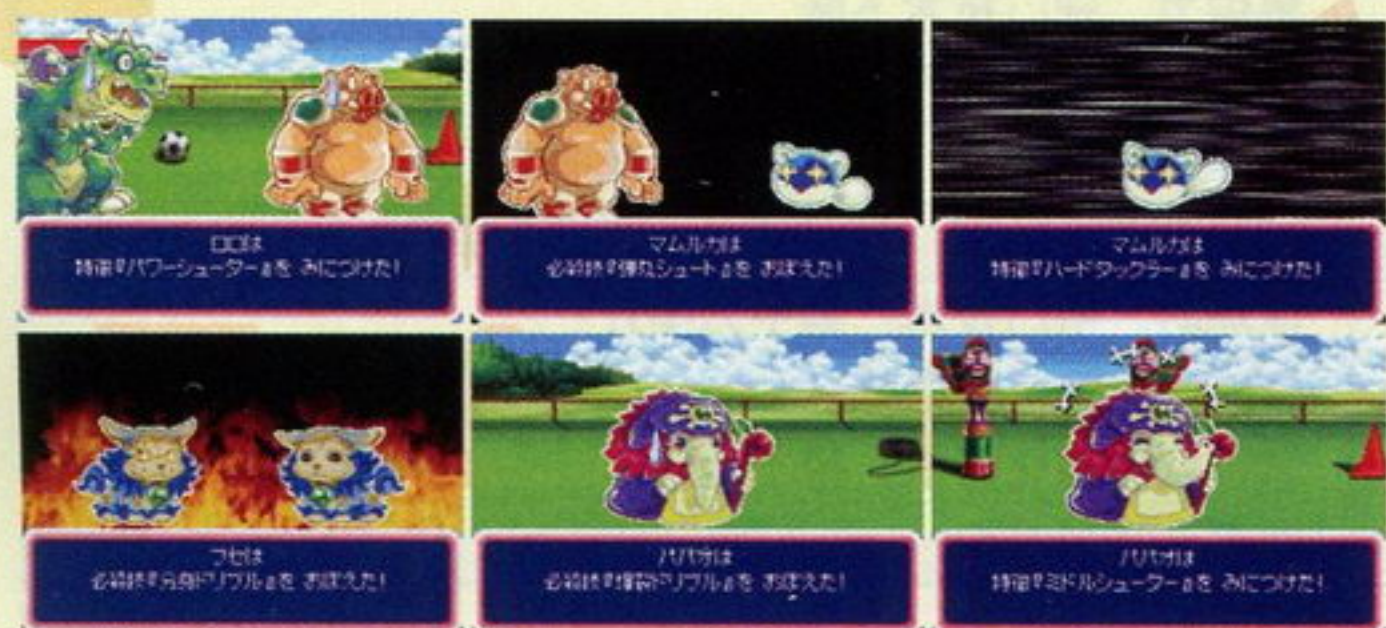 ロロは
特徴『パワーシューター』を みにつけた!
マムルカは
必殺技『弾丸シュート』を おぼえた!
マムルカは
特徴『ハードタックラー』を みにつけた!
フセは
必殺技『分身ドリブル』を おぼえた!
パパガは
必殺技『爆裂ドリブル』を おぼえた!
パパガは
特徴『ミドルシューター』を みにつけた!